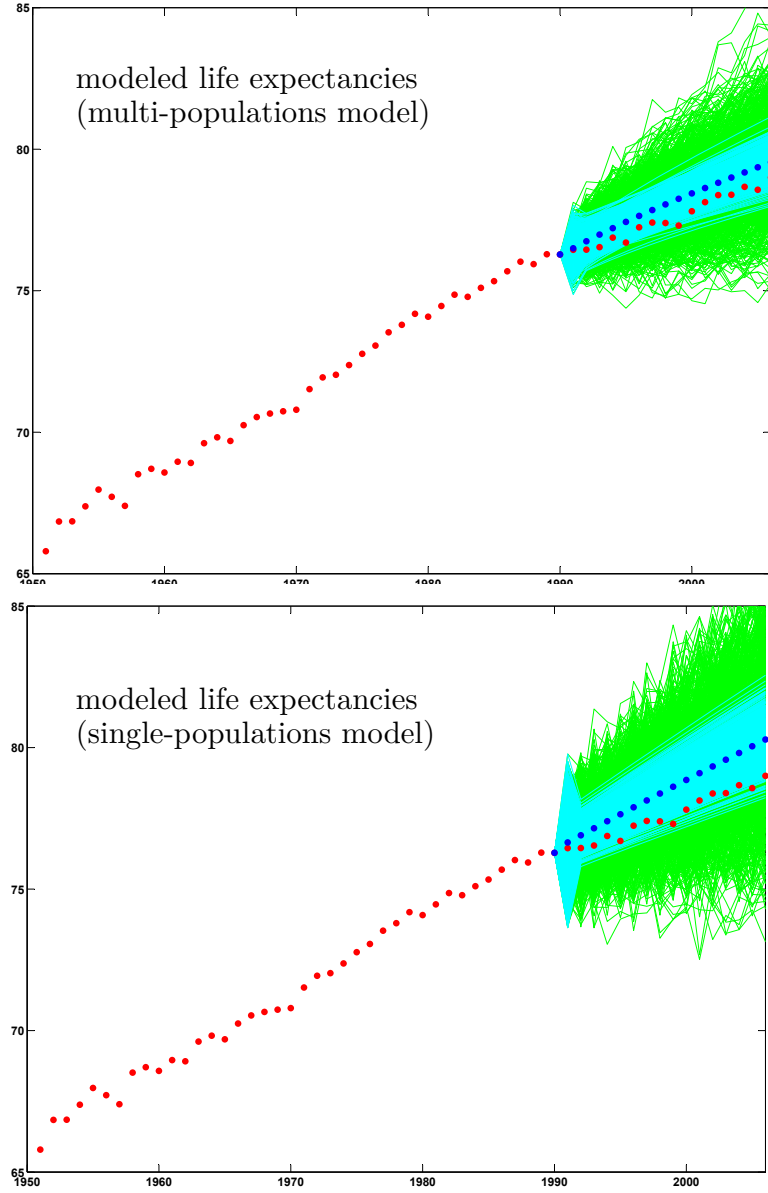 85
modeled life expectancies
(multi-populations model)
80
75
70
65
1950 1960 1970 1980 1990 2000
85
modeled life expectancies
(single-populations model)
80
75
70
65
1950 1960 1970 1980 1990 2000